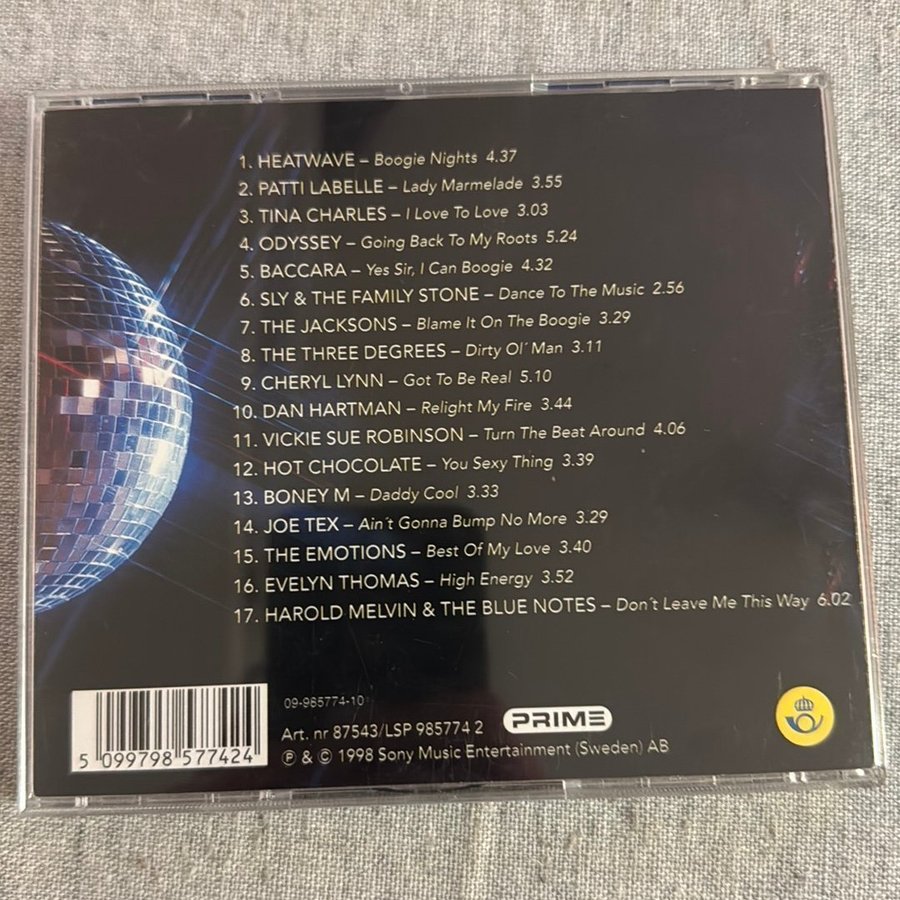 1. HEATWAVE – Boogie Nights 4.37
2. PATTI LABELLE – Lady Marmelade 3.55
3. TINA CHARLES – I Love To Love 3.03
4. ODYSSEY – Going Back To My Roots 5.24
5. BACCARA – Yes Sir, I Can Boogie 4.32
6. SLY & THE FAMILY STONE – Dance To The Music 2.56
7. THE JACKSONS – Blame It On The Boogie 3.29
8. THE THREE DEGREES – Dirty Ol´ Man 3.11
9. CHERYL LYNN – Got To Be Real 5.10
10. DAN HARTMAN – Relight My Fire 3.44
11. VICKIE SUE ROBINSON – Turn The Beat Around 4.06
12. HOT CHOCOLATE – You Sexy Thing 3.39
13. BONEY M – Daddy Cool 3.33
14. JOE TEX – Ain´t Gonna Bump No More 3.29
15. THE EMOTIONS – Best Of My Love 3.40
16. EVELYN THOMAS – High Energy 3.52
17. HAROLD MELVIN & THE BLUE NOTES – Don´t Leave Me This Way 6.02
09-985774-10
Art. nr 87543/LSP 985774 2 PRIME
℗ & © 1998 Sony Music Entertainment (Sweden) AB
5 099798 577424